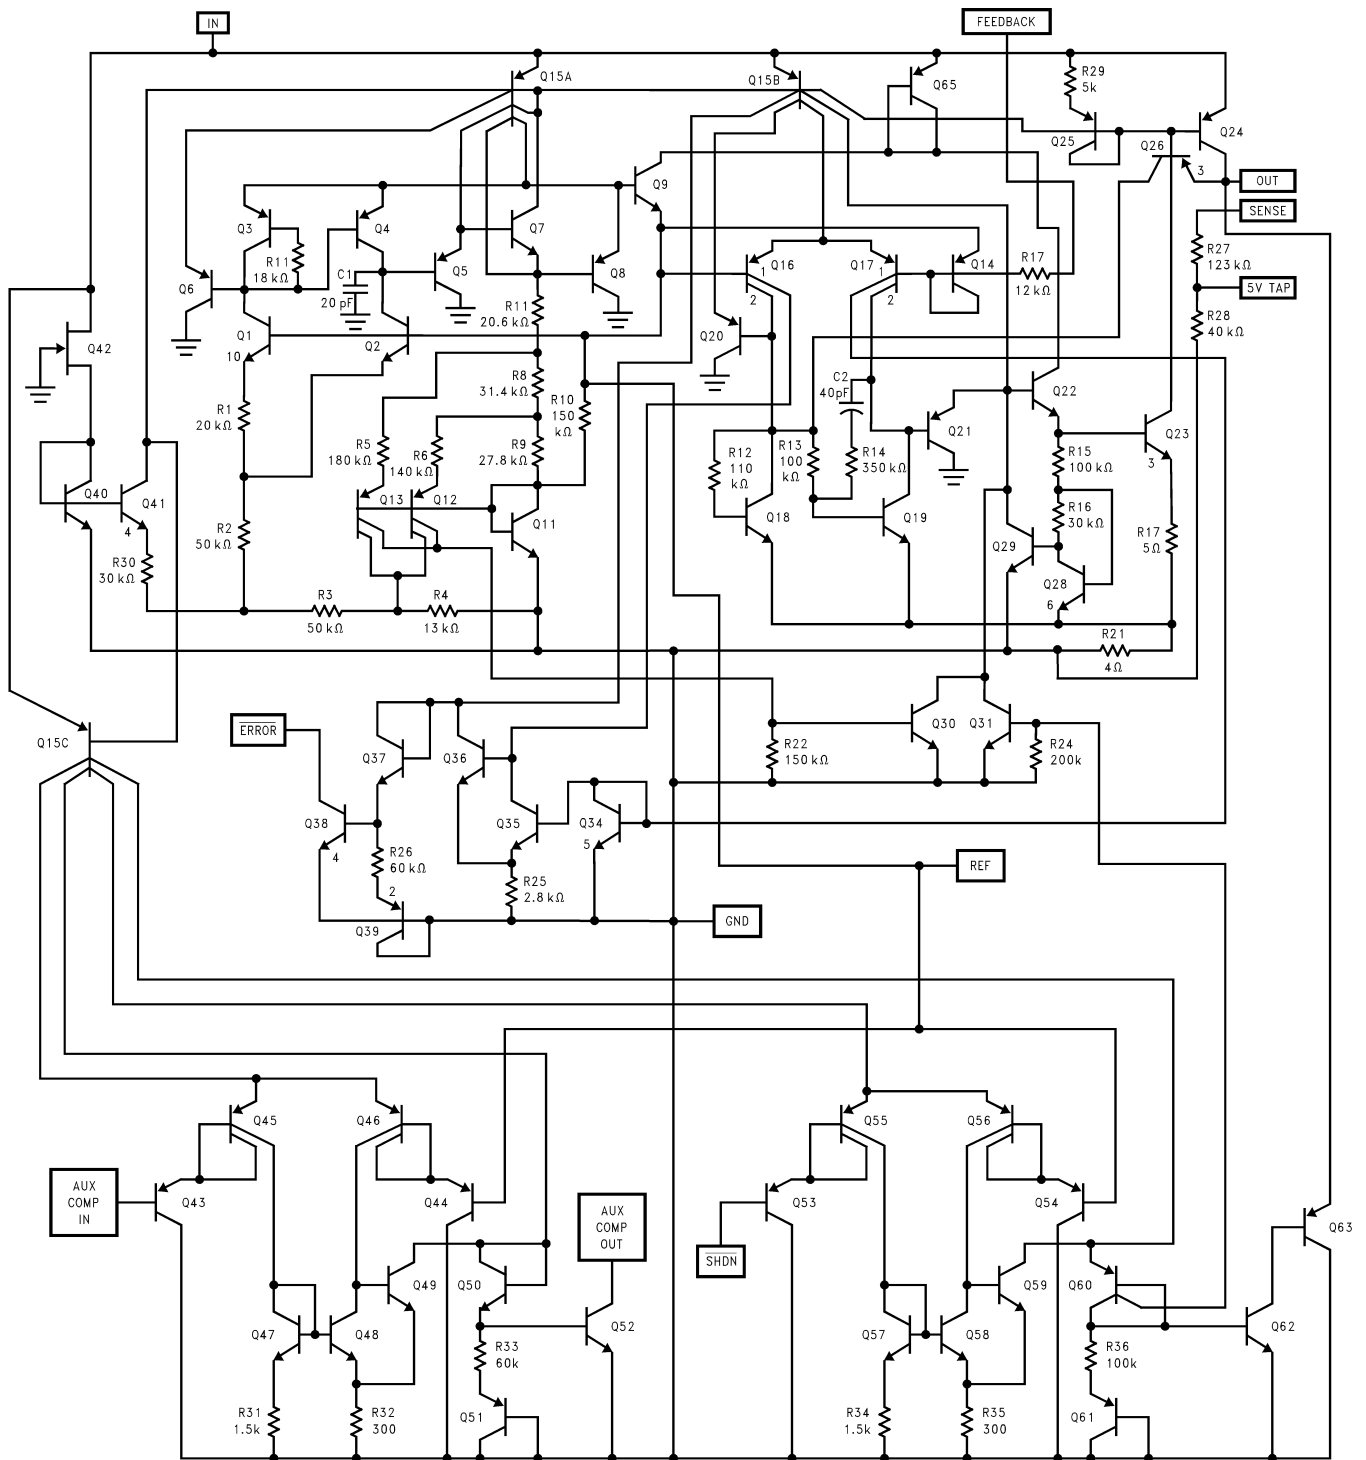 IN
FEEDBACK
Q15A
Q15B
Q65
R29
5k
Q25
Q24
Q26
3
OUT
SENSE
Q9
Q3
Q4
Q7
R11
18 kΩ
C1
20 pF
Q5
Q8
Q6
Q16
1
2
Q17
1
2
Q14
R17
12 kΩ
R27
123 kΩ
5V TAP
R28
40 kΩ
R11
20.6 kΩ
Q1
10
Q2
Q20
Q42
R8
31.4 kΩ
R10
150
kΩ
C2
40pF
Q22
R1
20 kΩ
R5
180 kΩ
R6
140 kΩ
R9
27.8 kΩ
Q21
Q23
3
R12
110
kΩ
R13
100
kΩ
R14
350 kΩ
R15
100 kΩ
Q40
Q41
4
Q13
Q12
Q11
Q18
Q19
R16
30 kΩ
R17
5Ω
R2
50 kΩ
R30
30 kΩ
Q29
Q28
6
R3
50 kΩ
R4
13 kΩ
R21
4Ω
ERROR
Q15C
Q37
Q36
Q30
Q31
R22
150 kΩ
R24
200k
Q38
4
Q35
Q34
5
R26
60 kΩ
2
R25
2.8 kΩ
REF
Q39
GND
Q45
Q46
Q55
Q56
AUX
COMP
IN
Q43
Q44
AUX
COMP
OUT
Q53
Q54
SHDN
Q63
Q49
Q50
Q59
Q60
Q47
Q48
Q52
Q57
Q58
Q62
R33
60k
R36
100k
R31
1.5k
R32
300
Q51
R34
1.5k
R35
300
Q61